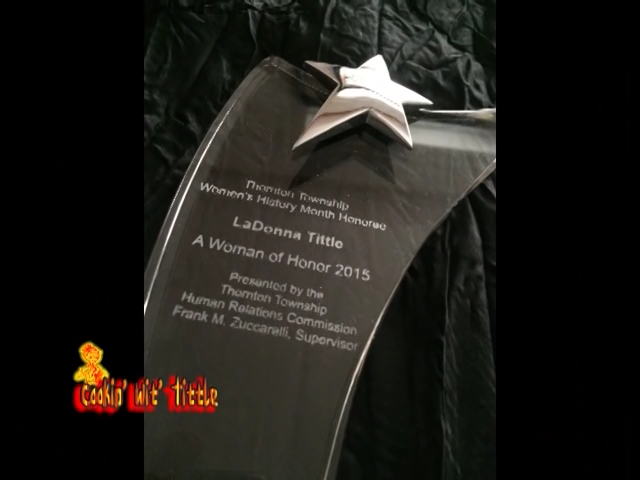 Thornton Township
Women's History Month Honoree
LaDonna Tittle
A Woman of Honor 2015
Presented by the
Thornton Township
Human Relations Commission
Frank M. Zuccarelli, Supervisor
Cookin' Wit' Tittle